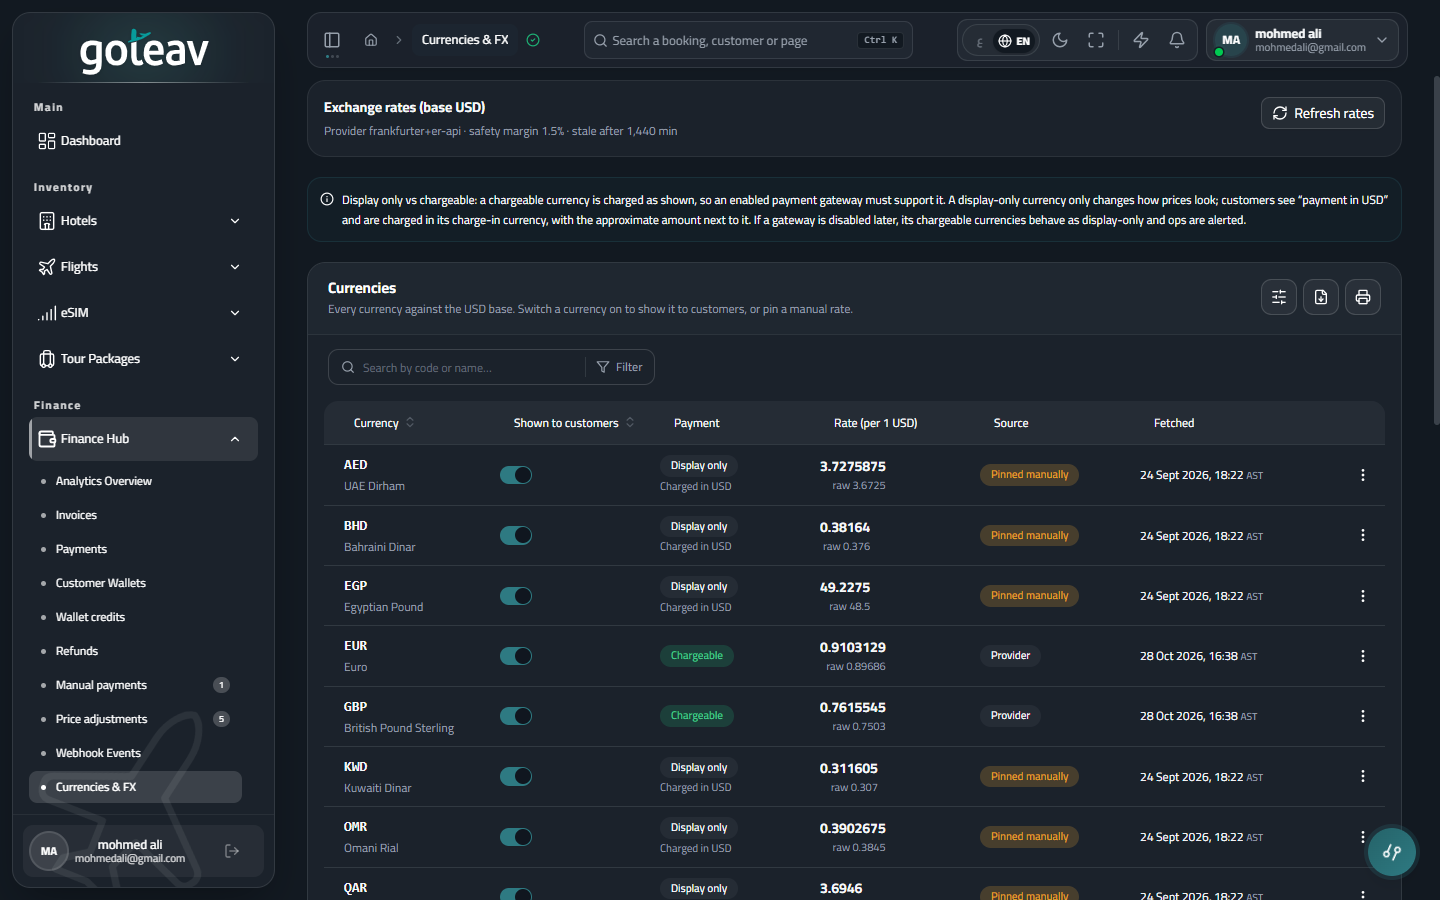 goleav
Main
Dashboard
Inventory
Hotels
Flights
eSIM
Tour Packages
Finance
Finance Hub
Analytics Overview
Invoices
Payments
Customer Wallets
Wallet credits
Refunds
Manual payments 1
Price adjustments 5
Webhook Events
Currencies & FX
MA
mohmed ali
mohmedali@gmail.com
Currencies & FX
Search a booking, customer or page Ctrl K
ع EN
MA
mohmed ali
mohmedali@gmail.com
Exchange rates (base USD)
Provider frankfurter+er-api · safety margin 1.5% · stale after 1,440 min
Refresh rates
Display only vs chargeable: a chargeable currency is charged as shown, so an enabled payment gateway must support it. A display-only currency only changes how prices look; customers see “payment in USD”
and are charged in its charge-in currency, with the approximate amount next to it. If a gateway is disabled later, its chargeable currencies behave as display-only and ops are alerted.
Currencies
Every currency against the USD base. Switch a currency on to show it to customers, or pin a manual rate.
Search by code or name... Filter
Currency Shown to customers Payment Rate (per 1 USD) Source Fetched
AED Display only 3.7275875 Pinned manually 24 Sept 2026, 18:22 AST
UAE Dirham Charged in USD raw 3.6725
BHD Display only 0.38164 Pinned manually 24 Sept 2026, 18:22 AST
Bahraini Dinar Charged in USD raw 0.376
EGP Display only 49.2275 Pinned manually 24 Sept 2026, 18:22 AST
Egyptian Pound Charged in USD raw 48.5
EUR Chargeable 0.9103129 Provider 28 Oct 2026, 16:38 AST
Euro raw 0.89686
GBP Chargeable 0.7615545 Provider 28 Oct 2026, 16:38 AST
British Pound Sterling raw 0.7503
KWD Display only 0.311605 Pinned manually 24 Sept 2026, 18:22 AST
Kuwaiti Dinar Charged in USD raw 0.307
OMR Display only 0.3902675 Pinned manually 24 Sept 2026, 18:22 AST
Omani Rial Charged in USD raw 0.3845
QAR Display only 3.6946 Pinned manually 24 Sept 2026, 18:22 AST